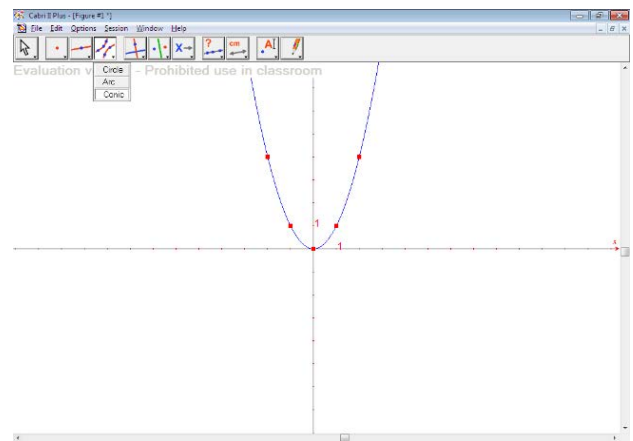 Cabri II Plus - [Figure #1 *]
File Edit Options Session Window Help
X→ ? cm A
Evaluation v – Prohibited use in classroom
Circle
Arc
Conic
1
1
x